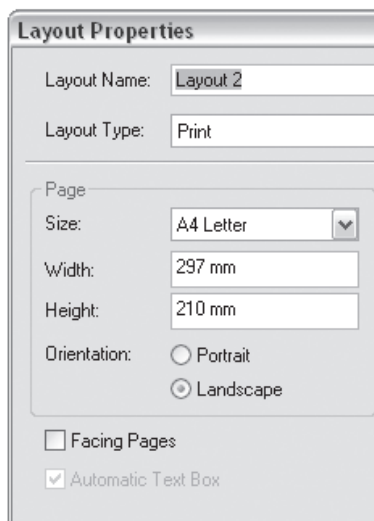 Layout Properties
Layout Name: Layout 2
Layout Type: Print
Page
Size: A4 Letter
Width: 297 mm
Height: 210 mm
Orientation: Portrait
Landscape
Facing Pages
Automatic Text Box